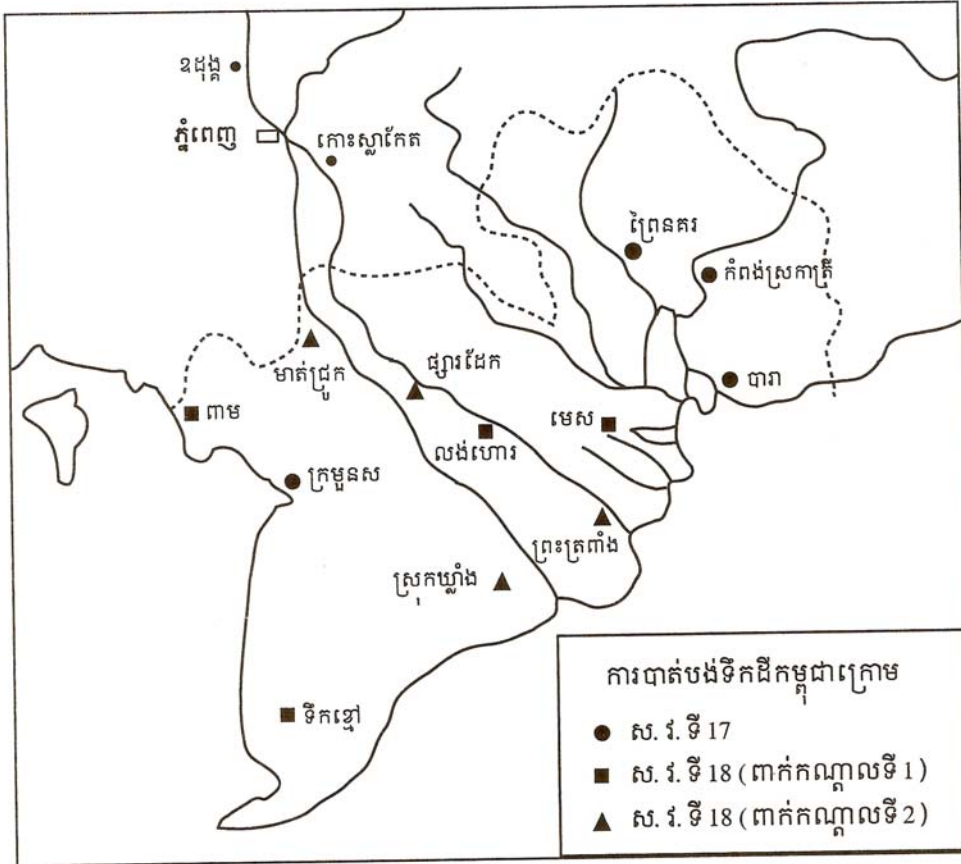 ឧដុង្គ
ភ្នំពេញ
កោះស្លាកែត
ព្រៃនគរ
កំពង់ស្រកាត្រី
មាត់ជ្រូក
ផ្សារដែក
បារា
ពាម
មេស
លង់ហោរ
ក្រមួនស
ព្រះត្រពាំង
ស្រុកឃ្លាំង
ទឹកខ្មៅ
ការបាត់បង់ទឹកដីកម្ពុជាក្រោម
ស. វ. ទី 17
ស. វ. ទី 18 (ពាក់កណ្តាលទី 1)
ស. វ. ទី 18 (ពាក់កណ្តាលទី 2)